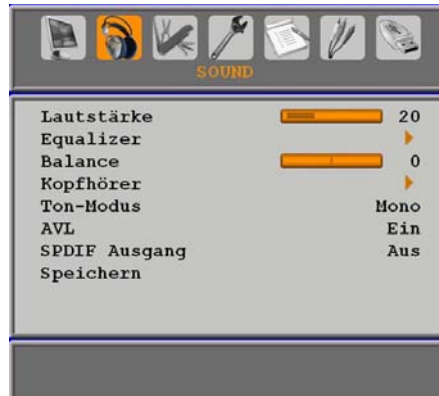 SOUND
Lautstärke 20
Equalizer
Balance 0
Kopfhörer
Ton-Modus Mono
AVL Ein
SPDIF Ausgang Aus
Speichern